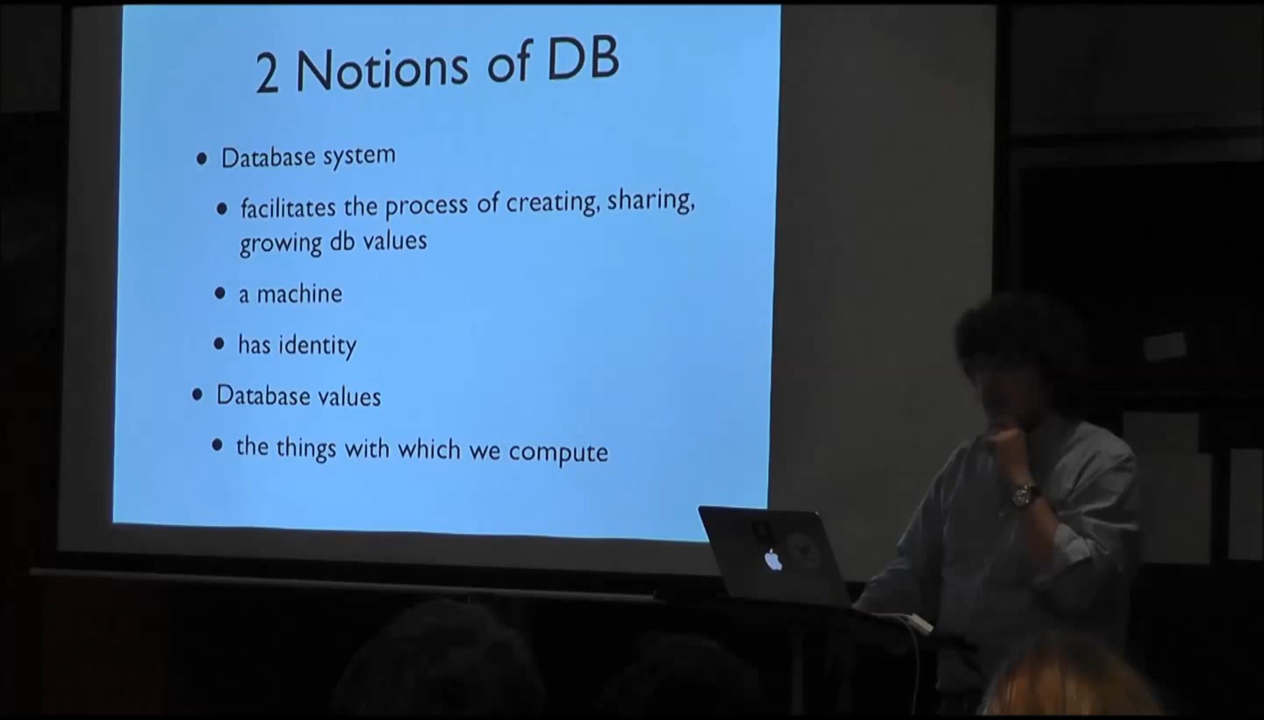 2 Notions of DB
• Database system
• facilitates the process of creating, sharing,
growing db values
• a machine
• has identity
• Database values
• the things with which we compute